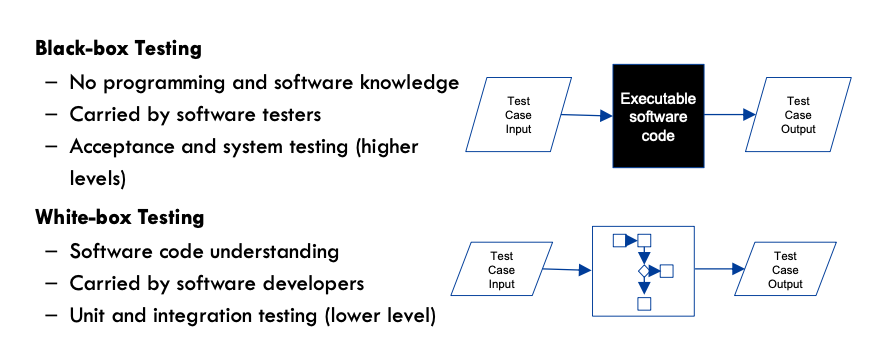 Black-box Testing
– No programming and software knowledge
– Carried by software testers
– Acceptance and system testing (higher
levels)
Test
Case
Input
Executable
software
code
Test
Case
Output
White-box Testing
– Software code understanding
– Carried by software developers
– Unit and integration testing (lower level)
Test
Case
Input
Test
Case
Output